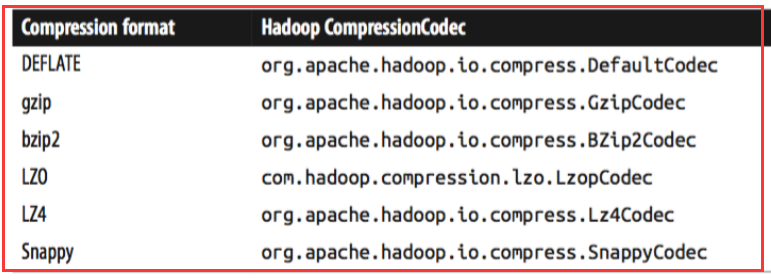 Compression format Hadoop CompressionCodec
DEFLATE org.apache.hadoop.io.compress.DefaultCodec
gzip org.apache.hadoop.io.compress.GzipCodec
bzip2 org.apache.hadoop.io.compress.BZip2Codec
LZO com.hadoop.compression.lzo.LzopCodec
LZ4 org.apache.hadoop.io.compress.Lz4Codec
Snappy org.apache.hadoop.io.compress.SnappyCodec